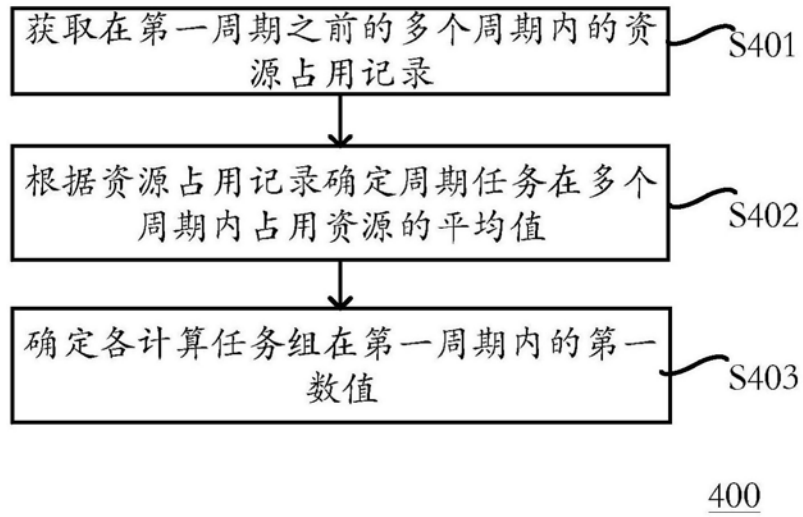 获取在第一周期之前的多个周期内的资
源占用记录
S401
根据资源占用记录确定周期任务在多个
周期内占用资源的平均值
S402
确定各计算任务组在第一周期内的第一
数值
S403
400